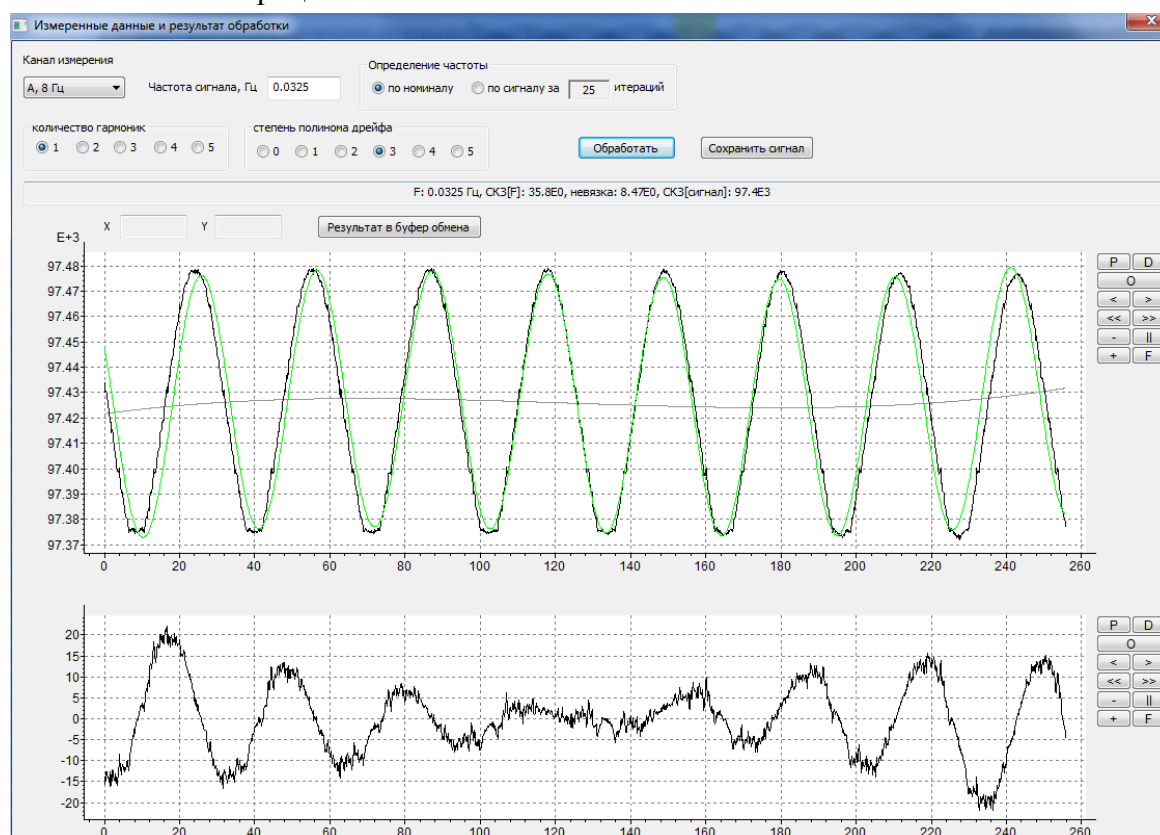 Измеренные данные и результат обработки
Канал измерения
Определение частоты
А, 8 Гц
Частота сигнала, Гц 0.0325
по номиналу по сигналу за 25 итераций
количество гармоник
степень полинома дрейфа
1 2 3 4 5
0 1 2 3 4 5
Обработать
Сохранить сигнал
F: 0.0325 Гц, СКЗ[F]: 35.8E0, невязка: 8.47E0, СКЗ[сигнал]: 97.4E3
X Y Результат в буфер обмена
E+3
97.48
97.47
97.46
97.45
97.44
97.43
97.42
97.41
97.40
97.39
97.38
97.37
0 20 40 60 80 100 120 140 160 180 200 220 240 260
P D
O
< >
<< >>
- ||
+ F
20
15
10
5
0
-5
-10
-15
-20
0 20 40 60 80 100 120 140 160 180 200 220 240 260
P D
O
< >
<< >>
- ||
+ F